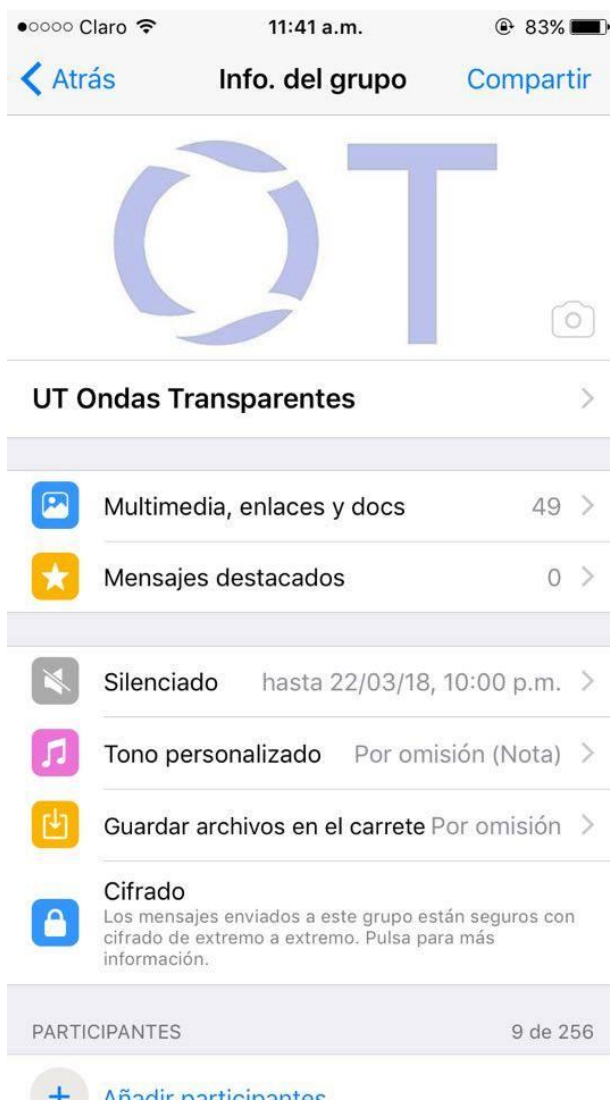 Claro 11:41 a.m. 83%
Atrás Info. del grupo Compartir
OT
UT Ondas Transparentes
Multimedia, enlaces y docs 49
Mensajes destacados 0
Silenciado hasta 22/03/18, 10:00 p.m.
Tono personalizado Por omisión (Nota)
Guardar archivos en el carrete Por omisión
Cifrado
Los mensajes enviados a este grupo están seguros con
cifrado de extremo a extremo. Pulsa para más
información.
PARTICIPANTES 9 de 256
Añadir participantes